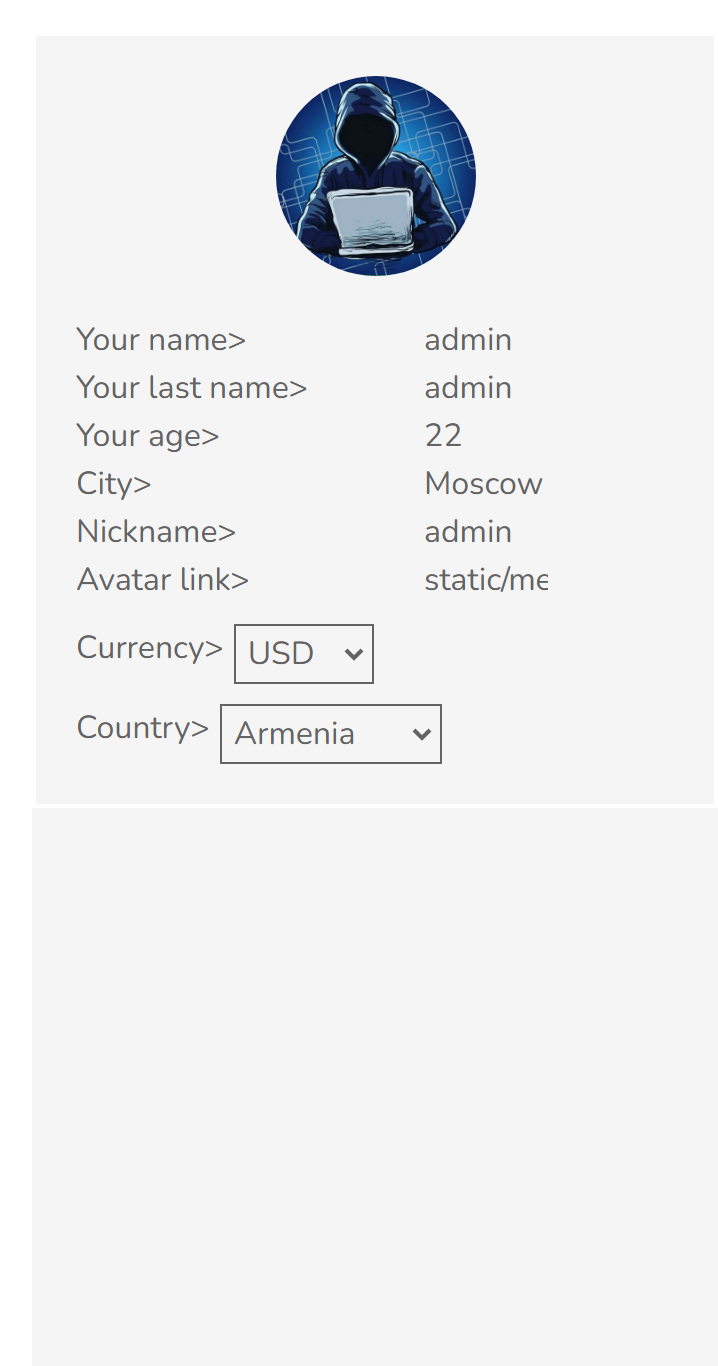 Your name> admin
Your last name> admin
Your age> 22
City> Moscow
Nickname> admin
Avatar link> static/me
Currency> USD
Country> Armenia